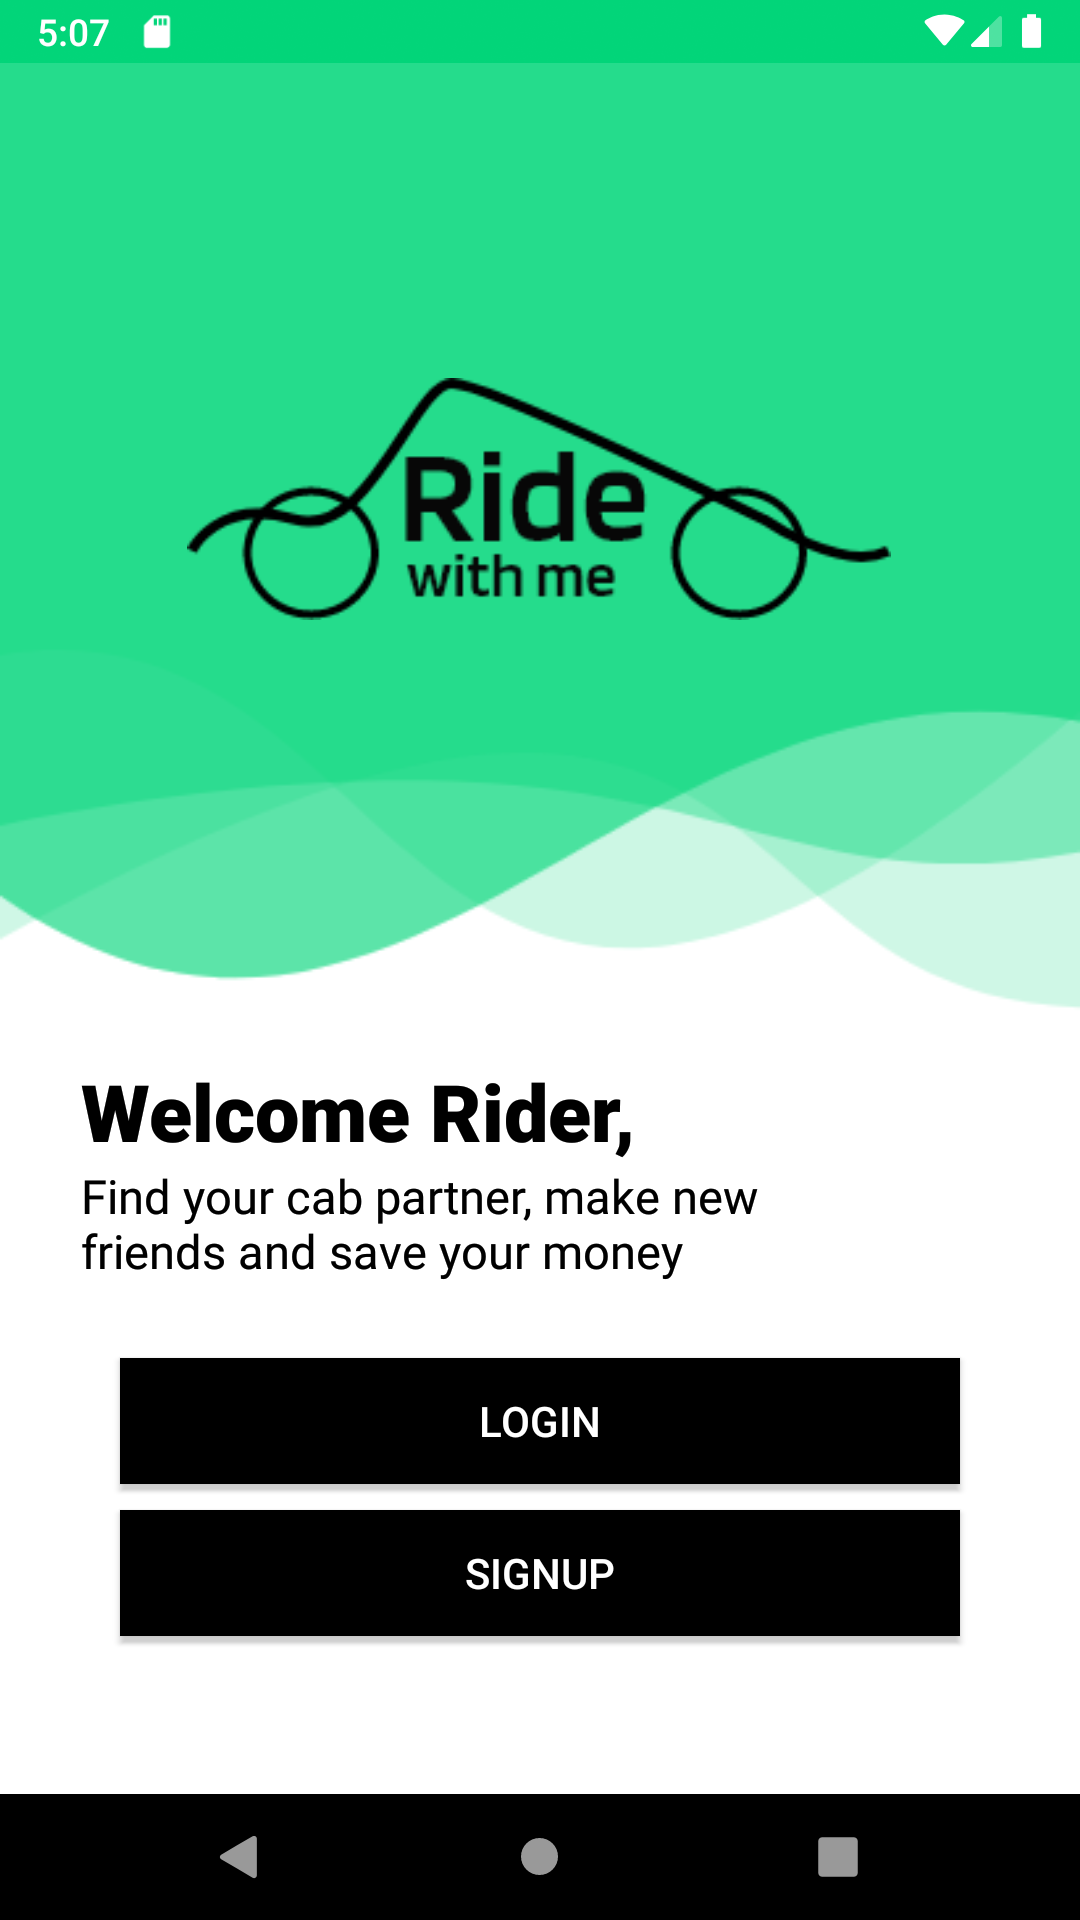 5:07
Ride
with me
Welcome Rider,
Find your cab partner, make new
friends and save your money
LOGIN
SIGNUP